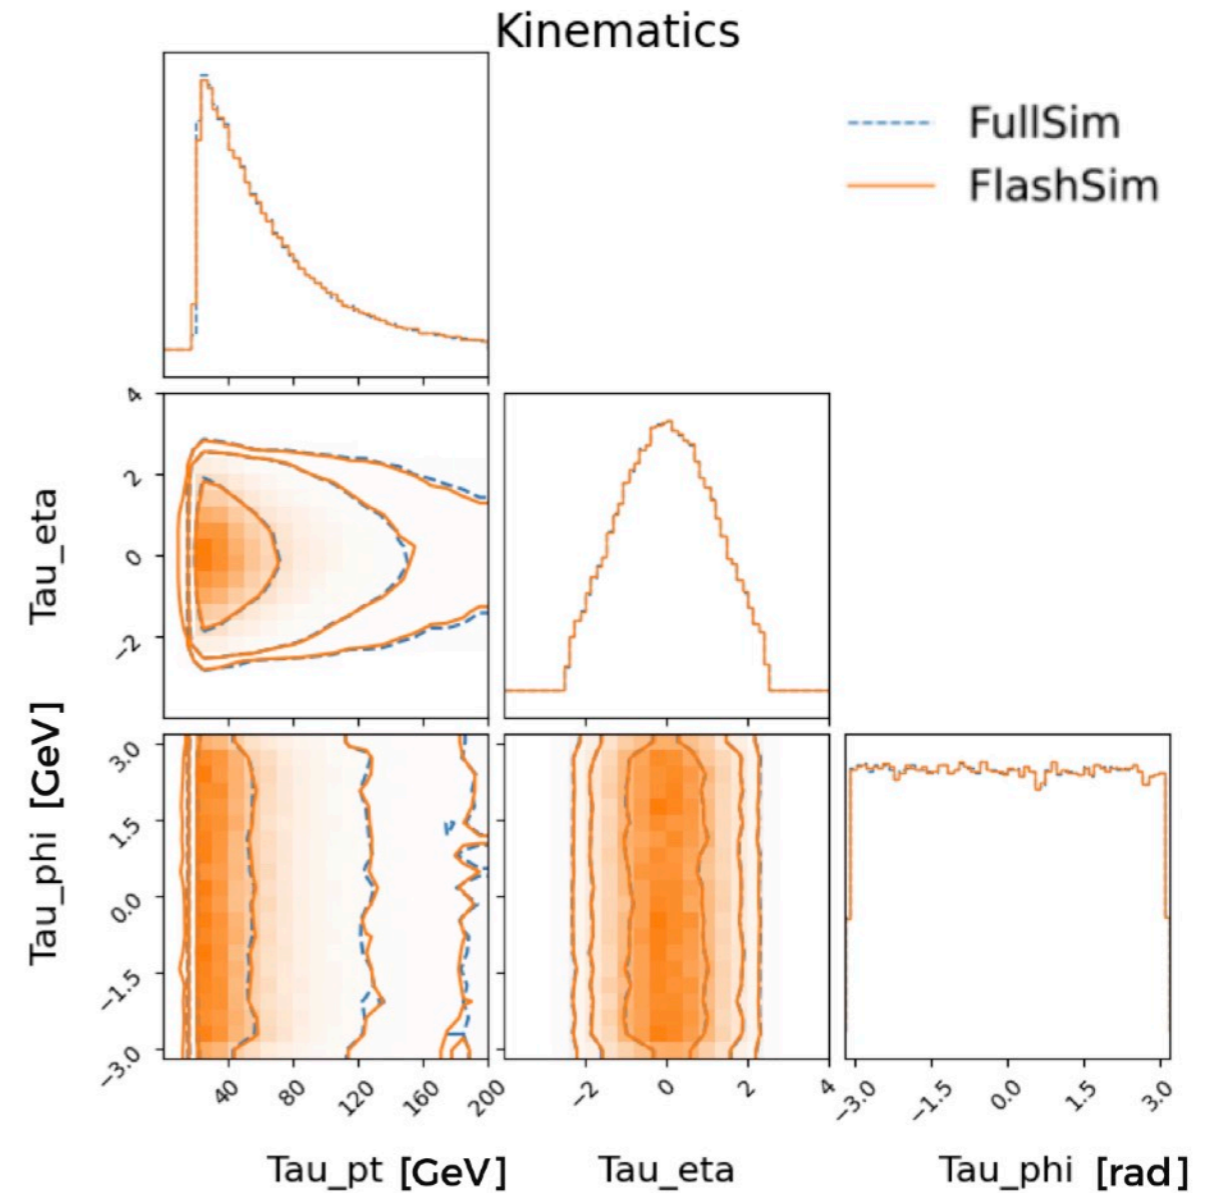 Kinematics
FullSim
FlashSim
Tau_eta
4
2
0
−2
Tau_phi [GeV]
3.0
1.5
0.0
−1.5
−3.0
40
80
120
160
200
−2
0
2
4
−3.0
−1.5
0.0
1.5
3.0
Tau_pt [GeV]
Tau_eta
Tau_phi [rad]